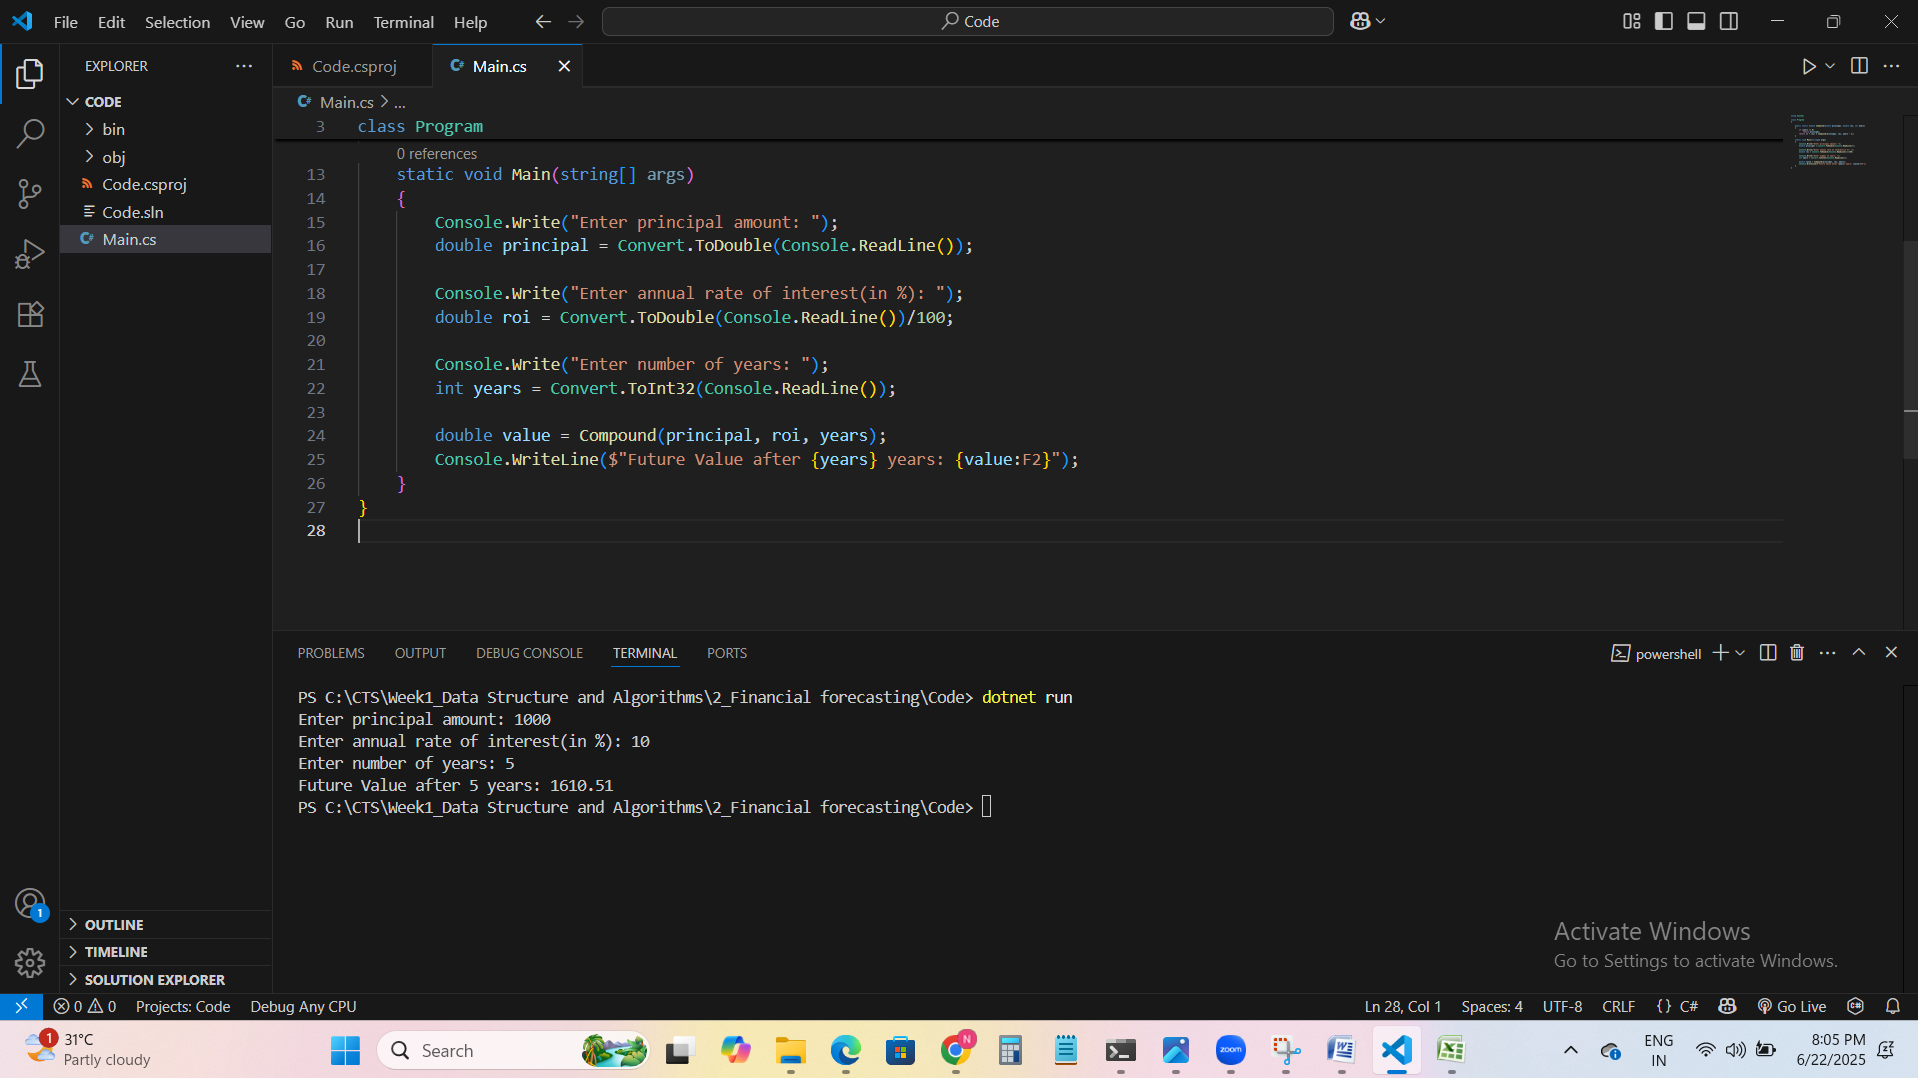 File Edit Selection View Go Run Terminal Help
Code
EXPLORER
CODE
bin
obj
Code.csproj
Code.sln
Main.cs
OUTLINE
TIMELINE
SOLUTION EXPLORER
Code.csproj
Main.cs
Main.cs > ...
3 class Program
0 references
13 static void Main(string[] args)
14 {
15 Console.Write("Enter principal amount: ");
16 double principal = Convert.ToDouble(Console.ReadLine());
17
18 Console.Write("Enter annual rate of interest(in %): ");
19 double roi = Convert.ToDouble(Console.ReadLine())/100;
20
21 Console.Write("Enter number of years: ");
22 int years = Convert.ToInt32(Console.ReadLine());
23
24 double value = Compound(principal, roi, years);
25 Console.WriteLine($"Future Value after {years} years: {value:F2}");
26 }
27 }
28
PROBLEMS OUTPUT DEBUG CONSOLE TERMINAL PORTS
powershell
PS C:\CTS\Week1_Data Structure and Algorithms\2_Financial forecasting\Code> dotnet run
Enter principal amount: 1000
Enter annual rate of interest(in %): 10
Enter number of years: 5
Future Value after 5 years: 1610.51
PS C:\CTS\Week1_Data Structure and Algorithms\2_Financial forecasting\Code>
Activate Windows
Go to Settings to activate Windows.
1
0 0 Projects: Code Debug Any CPU
Ln 28, Col 1 Spaces: 4 UTF-8 CRLF {} C# Go Live
1
31°C
Partly cloudy
Search
N
zoom
ENG
IN
8:05 PM
6/22/2025